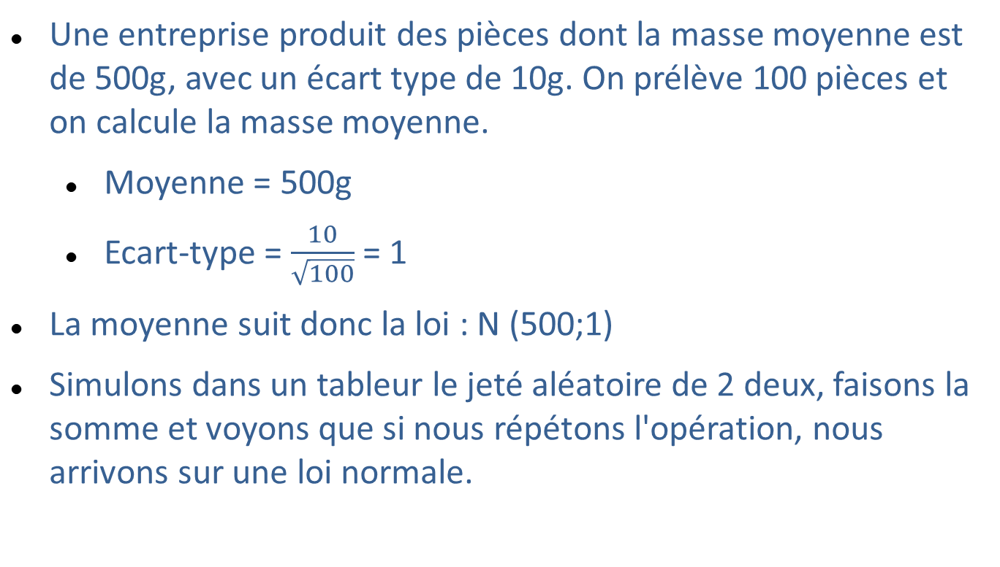 Une entreprise produit des pièces dont la masse moyenne est
de 500g, avec un écart type de 10g. On prélève 100 pièces et
on calcule la masse moyenne.
Moyenne = 500g
Ecart-type = 10/√100 = 1
La moyenne suit donc la loi : N (500;1)
Simulons dans un tableur le jeté aléatoire de 2 deux, faisons la
somme et voyons que si nous répétons l'opération, nous
arrivons sur une loi normale.